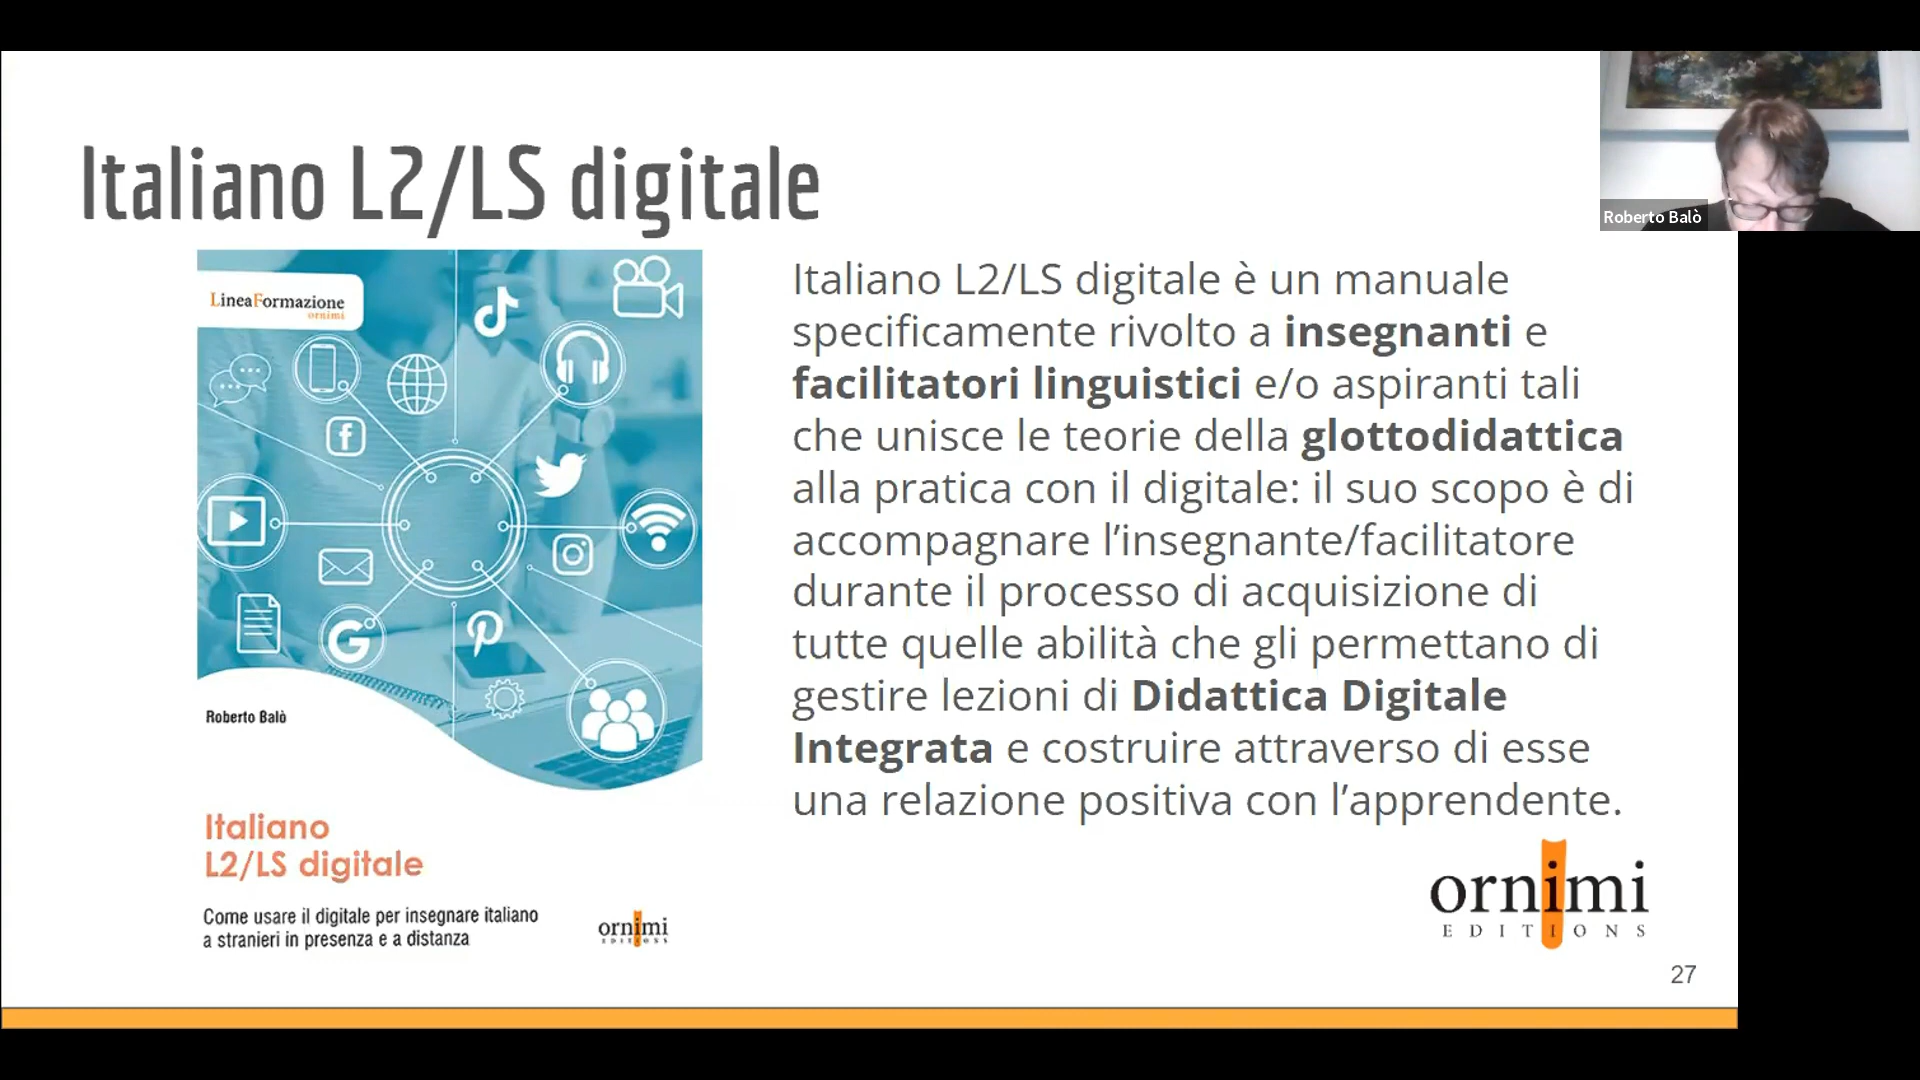 Italiano L2/LS digitale
Roberto Balò
LineaFormazione
ornimi
Roberto Balò
Italiano
L2/LS digitale
Come usare il digitale per insegnare italiano
a stranieri in presenza e a distanza
ornimi
EDITIONS
Italiano L2/LS digitale è un manuale
specificamente rivolto a insegnanti e
facilitatori linguistici e/o aspiranti tali
che unisce le teorie della glottodidattica
alla pratica con il digitale: il suo scopo è di
accompagnare l’insegnante/facilitatore
durante il processo di acquisizione di
tutte quelle abilità che gli permettano di
gestire lezioni di Didattica Digitale
Integrata e costruire attraverso di esse
una relazione positiva con l’apprendente.
ornimi
EDITIONS
27